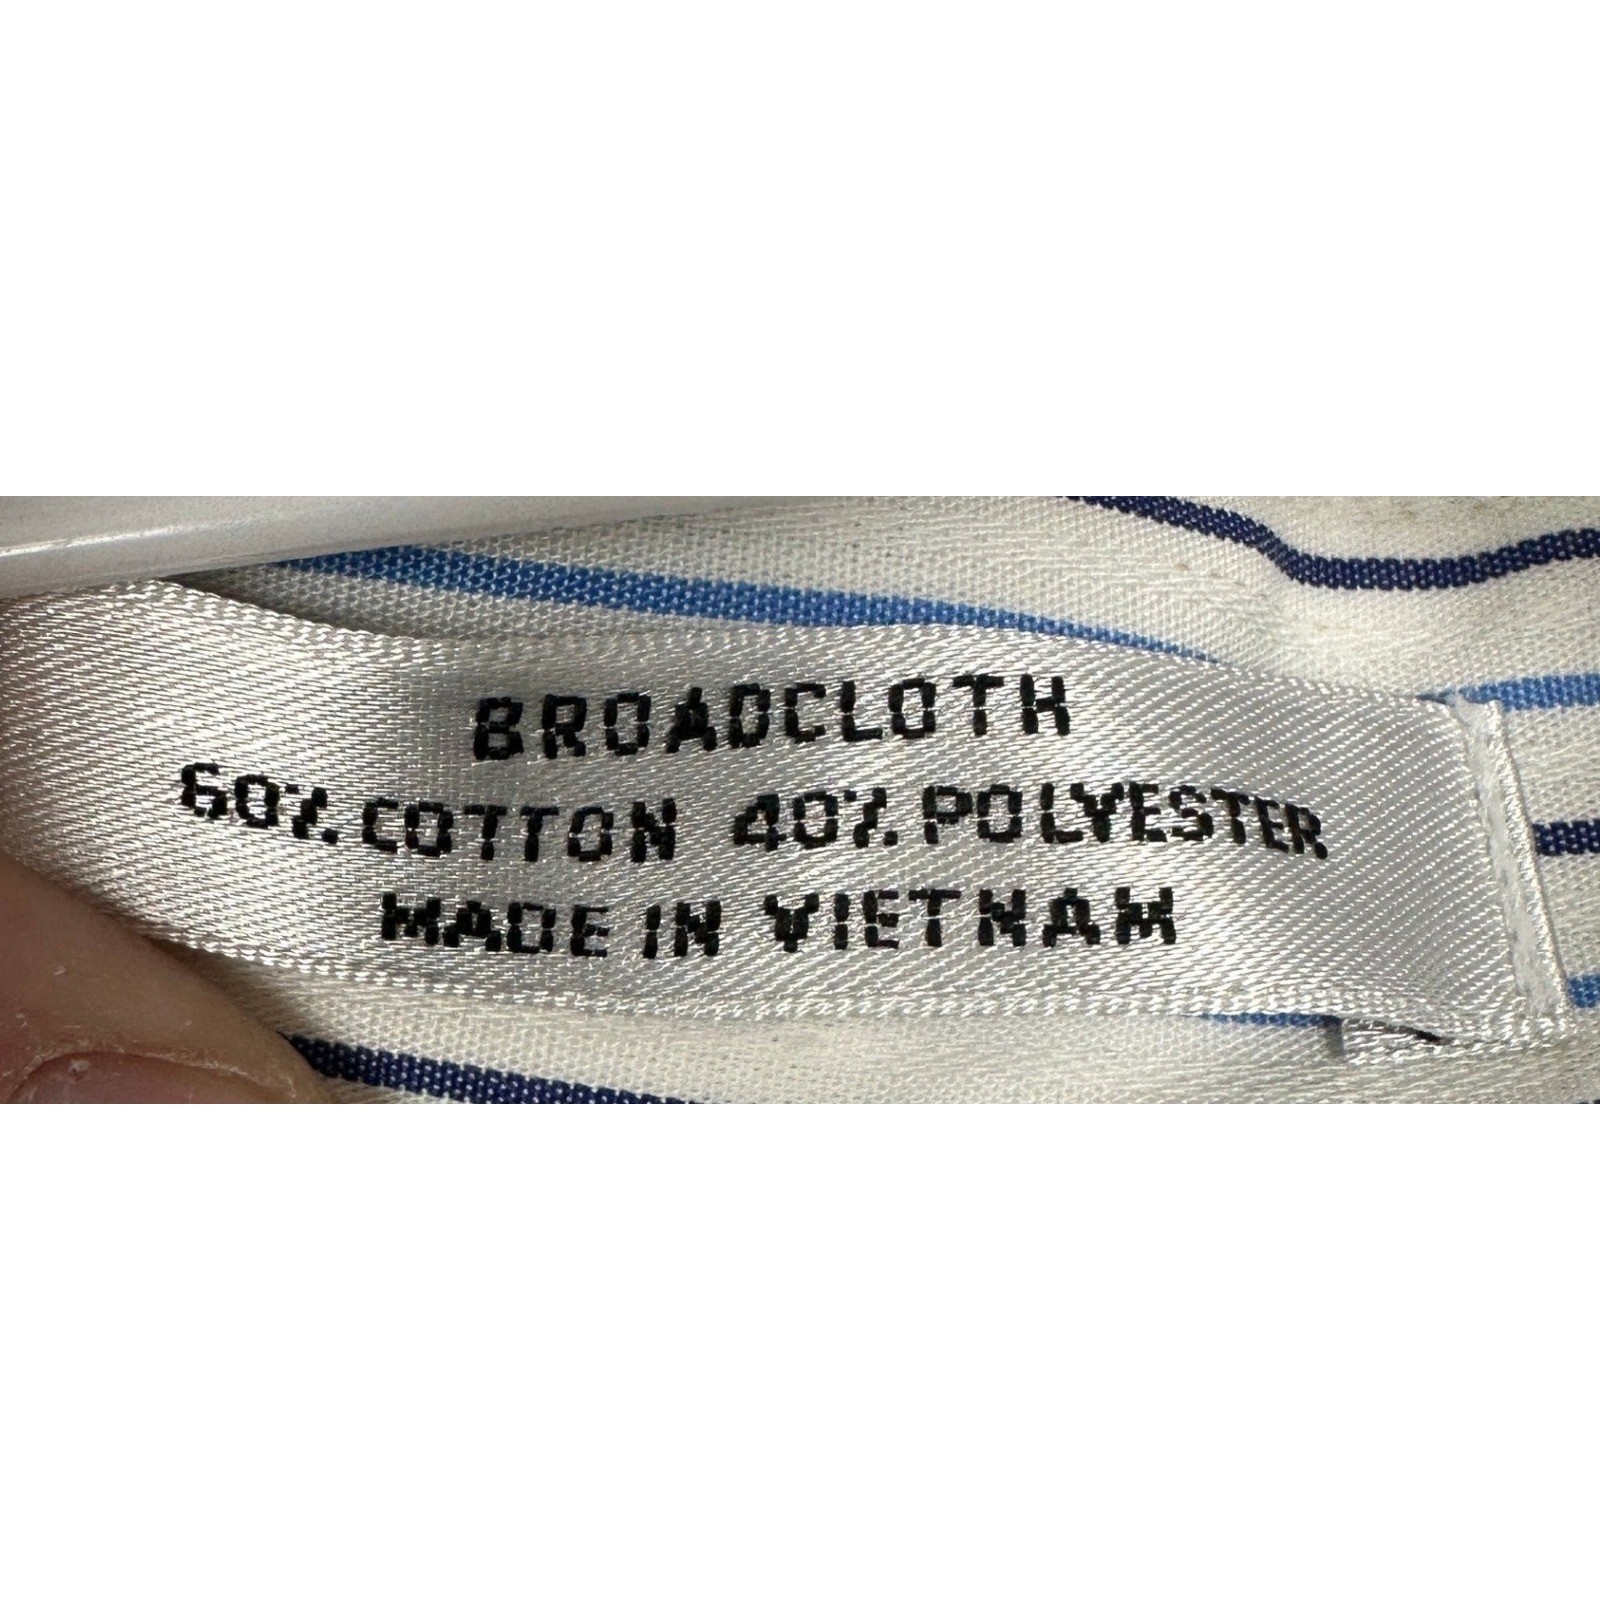 BROADCLOTH
60% COTTON 40% POLYESTER
MADE IN VIETNAM